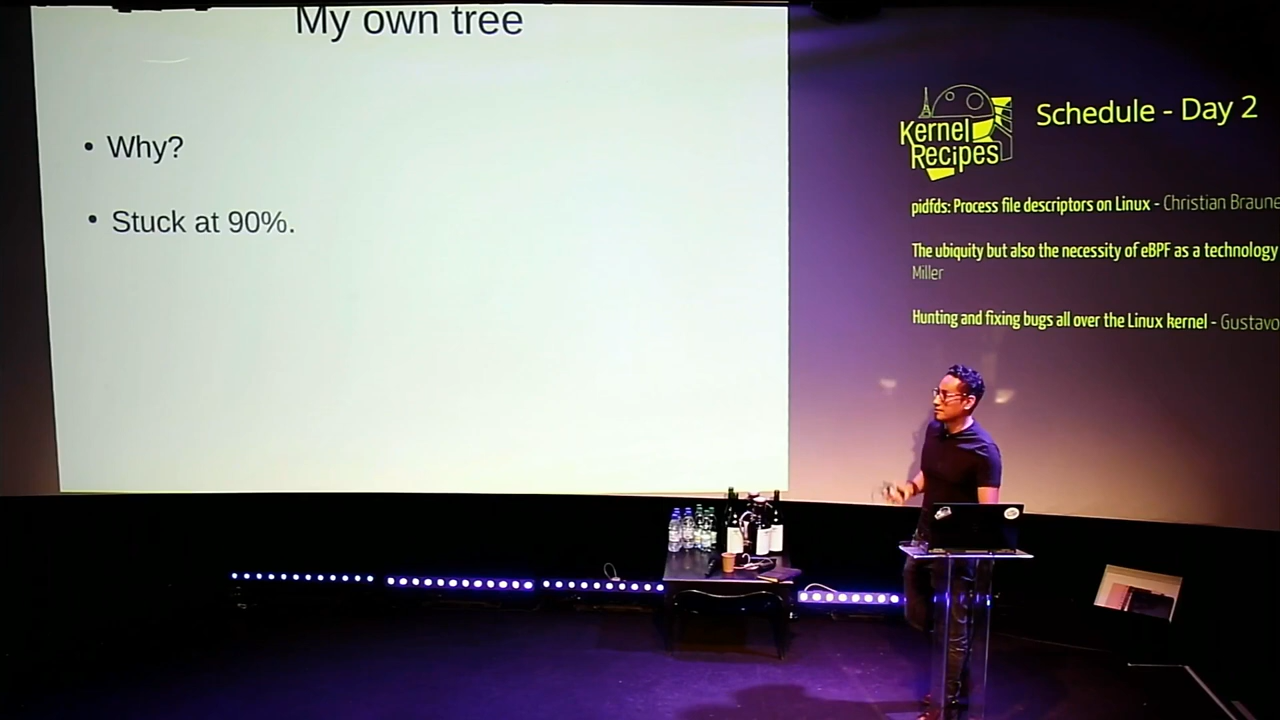 My own tree
• Why?
• Stuck at 90%.
Kernel
Recipes
Schedule - Day 2
pidfds: Process file descriptors on Linux - Christian Braune
The ubiquity but also the necessity of eBPF as a technology
Miller
Hunting and fixing bugs all over the Linux kernel - Gustavo